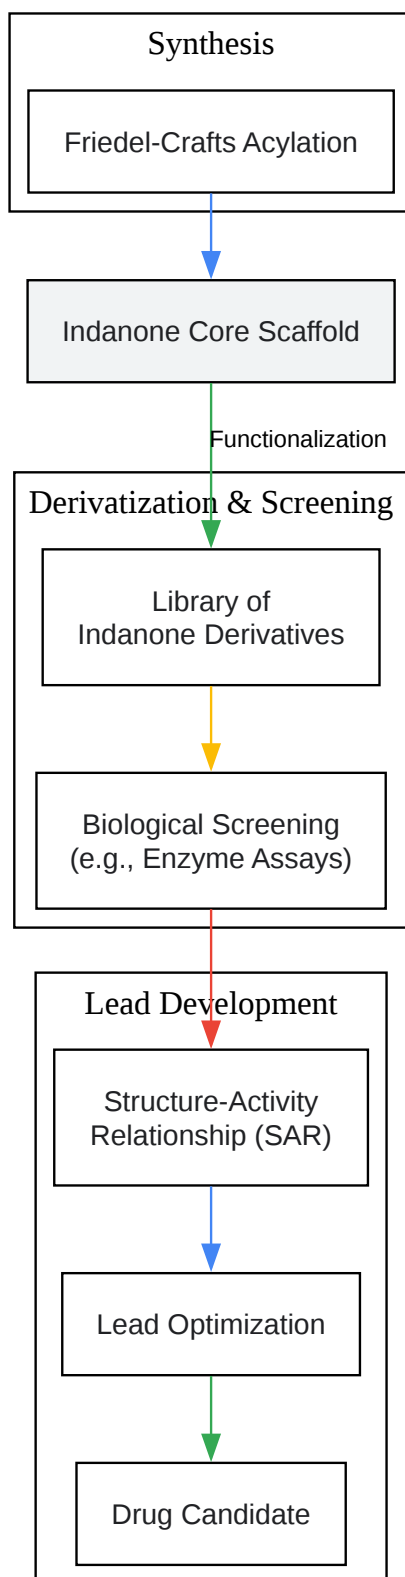 Synthesis
Friedel-Crafts Acylation
Indanone Core Scaffold
Functionalization
Derivatization & Screening
Library of
Indanone Derivatives
Biological Screening
(e.g., Enzyme Assays)
Lead Development
Structure-Activity
Relationship (SAR)
Lead Optimization
Drug Candidate